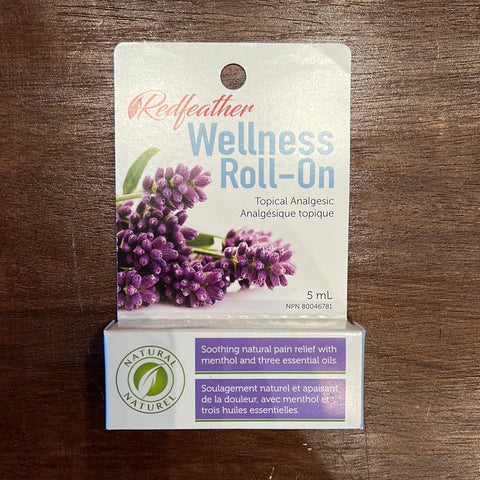 Redfeather
Wellness
Roll-On
Topical Analgesic
Analgésique topique
5 mL
NPN 80046781
NATURAL
NATUREL
Soothing natural pain relief with
menthol and three essential oils.
Soulagement naturel et apaisant
de la douleur, avec menthol et
trois huiles essentielles.